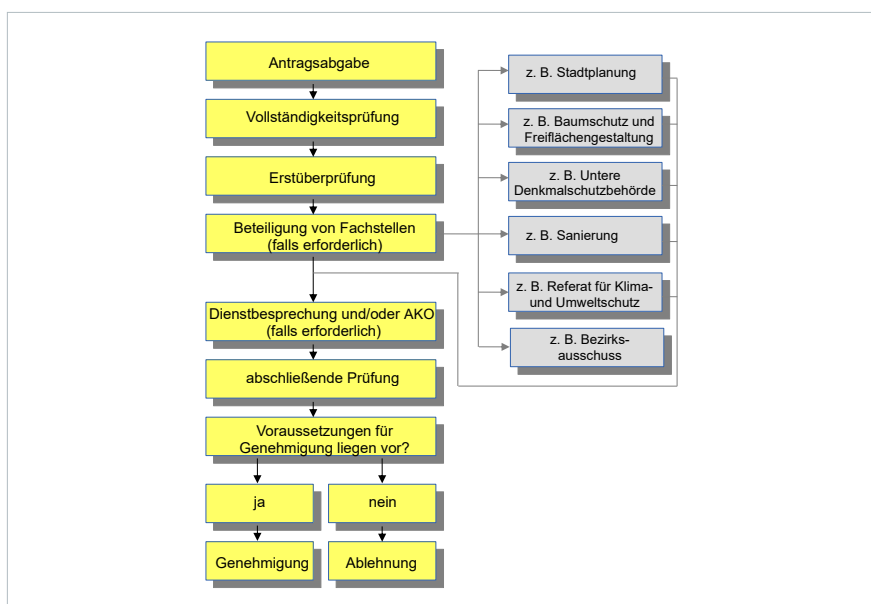 Antragsabgabe
Vollständigkeitsprüfung
Erstüberprüfung
Beteiligung von Fachstellen
(falls erforderlich)
z. B. Stadtplanung
z. B. Baumschutz und
Freiflächengestaltung
z. B. Untere
Denkmalschutzbehörde
z. B. Sanierung
z. B. Referat für Klima-
und Umweltschutz
z. B. Bezirks-
ausschuss
Dienstbesprechung und/oder AKO
(falls erforderlich)
abschließende Prüfung
Voraussetzungen für
Genehmigung liegen vor?
ja
nein
Genehmigung
Ablehnung